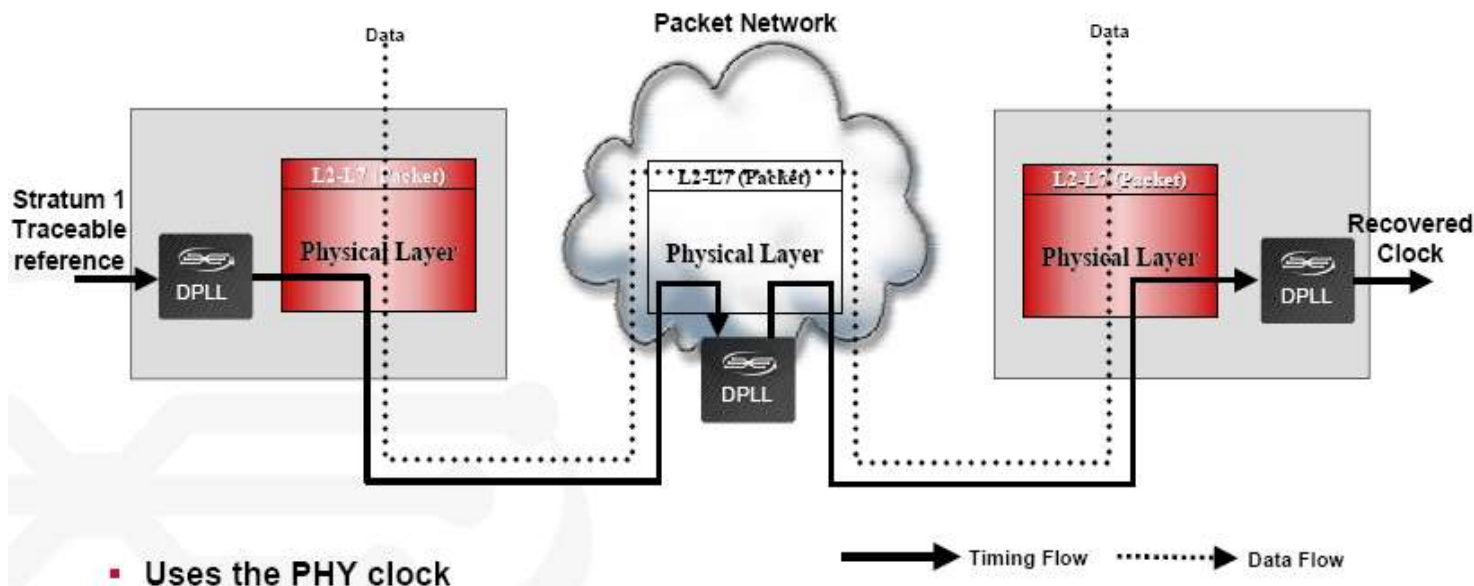 Packet Network
Data
Data
L2-L7 (Packet)
L2-L7 (Packet)
L2-L7 (Packet)
Stratum 1
Traceable
reference
Physical Layer
Physical Layer
Physical Layer
Recovered
Clock
DPLL
DPLL
DPLL
Timing Flow
Data Flow
▪ Uses the PHY clock